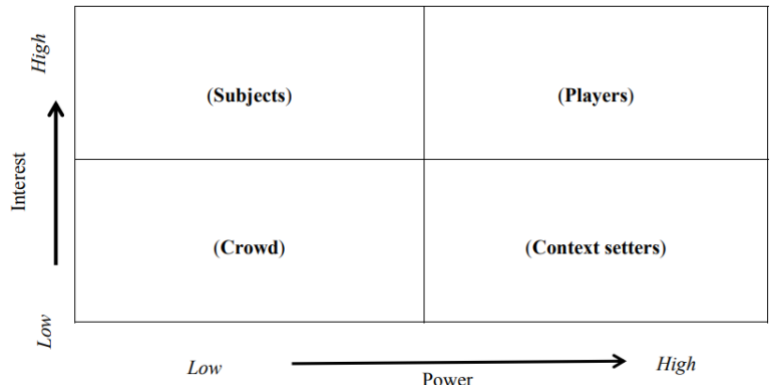 High
(Subjects)
(Players)
Interest
(Crowd)
(Context setters)
Low
Low
High
Power